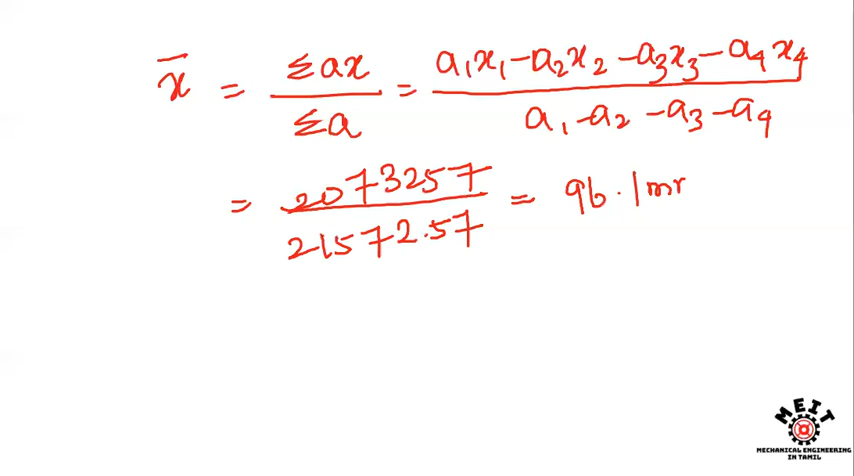 x̄ = Σax / Σa = a₁x₁ - a₂x₂ - a₃x₃ - a₄x₄ / a₁ - a₂ - a₃ - a₄
= 2073257 / 21572.57 = 96.1mm
MEIT
MECHANICAL ENGINEERING
IN TAMIL